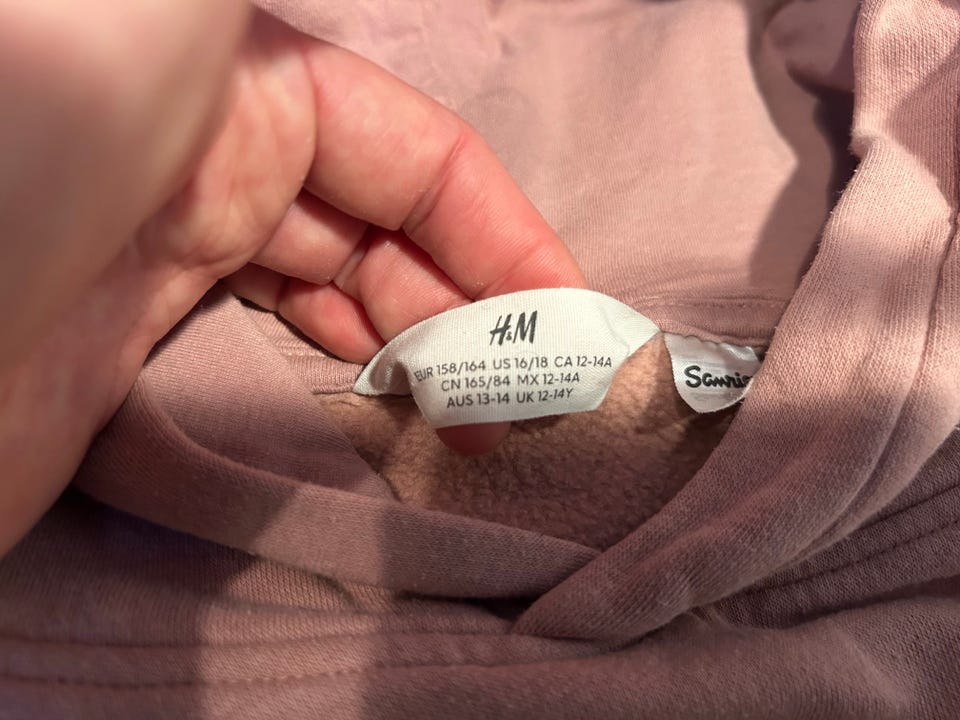 H&M
EUR 158/164 US 16/18 CA 12-14A
CN 165/84 MX 12-14A
AUS 13-14 UK 12-14Y
Sanrio